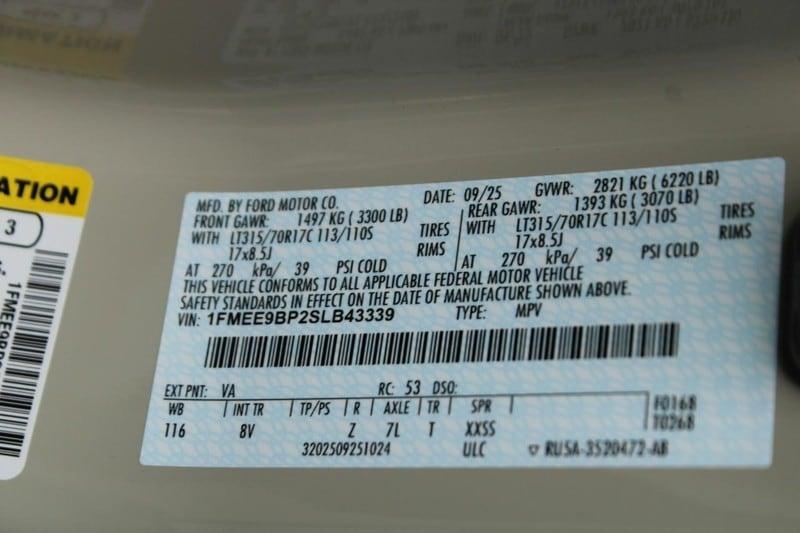 ATION
3
1FMEE9BP2
MFD. BY FORD MOTOR CO. DATE: 09/25 GVWR: 2821 KG ( 6220 LB)
FRONT GAWR: 1497 KG ( 3300 LB) REAR GAWR: 1393 KG ( 3070 LB)
WITH LT315/70R17C 113/110S TIRES WITH LT315/70R17C 113/110S TIRES
17x8.5J RIMS 17x8.5J RIMS
AT 270 kPa/ 39 PSI COLD AT 270 kPa/ 39 PSI COLD
THIS VEHICLE CONFORMS TO ALL APPLICABLE FEDERAL MOTOR VEHICLE
SAFETY STANDARDS IN EFFECT ON THE DATE OF MANUFACTURE SHOWN ABOVE.
VIN: 1FMEE9BP2SLB43339 TYPE: MPV
EXT PNT: VA RC: 53 DSO:
WB INT TR TP/PS R AXLE TR SPR F0168
116 8V Z 7L T XXSS T0268
3202509251024 ULC RUSA-3520472-AB